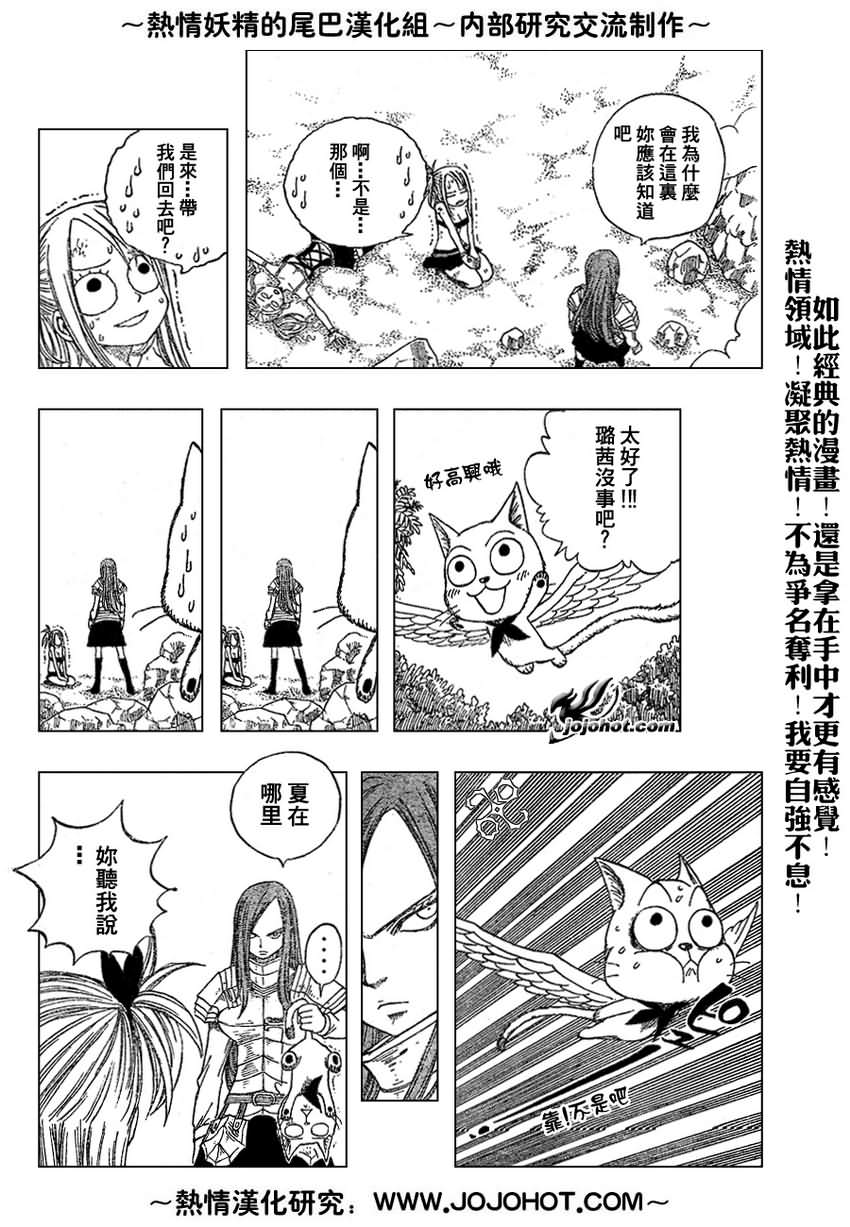 ～熱情妖精的尾巴漢化組～内部研究交流制作～
我為什麼
會在這裏
妳應該知道
吧
啊…不是…
那個…
是來…帶
我們回去吧？
太好了!!!
璐茜沒事吧？
好高興哦
jojohot.com
ピュー
靠!不是吧
…
夏在
哪里
妳聽我說
…
如此經典的漫畫！還是拿在手中才更有感覺！
熱情領域！凝聚熱情！不為爭名奪利！我要自強不息！
～熱情漢化研究：WWW.JOJOHOT.COM～